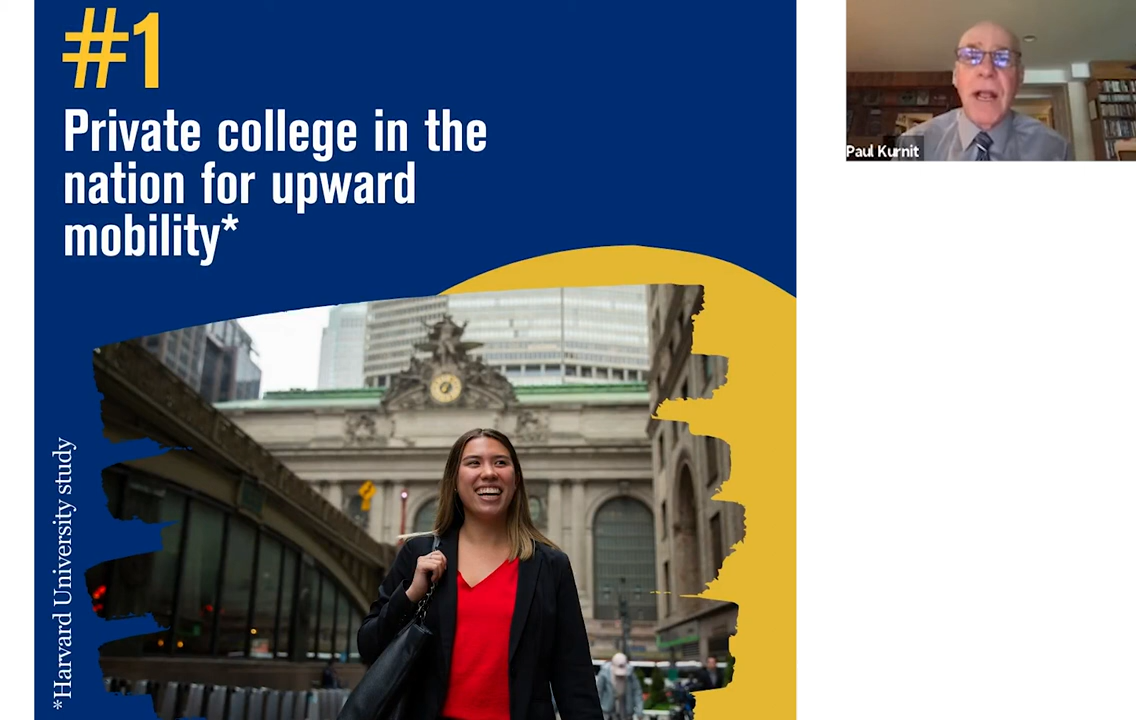 #1
Private college in the
nation for upward
mobility*
*Harvard University study
Paul Kurnit